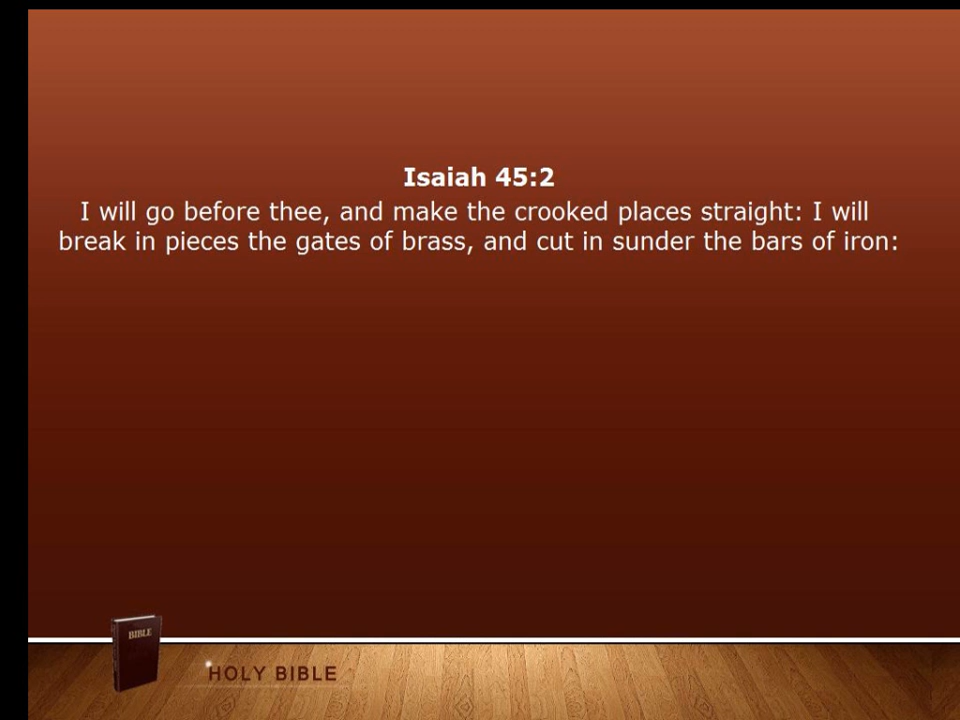 Isaiah 45:2
I will go before thee, and make the crooked places straight: I will
break in pieces the gates of brass, and cut in sunder the bars of iron:
BIBLE
HOLY BIBLE